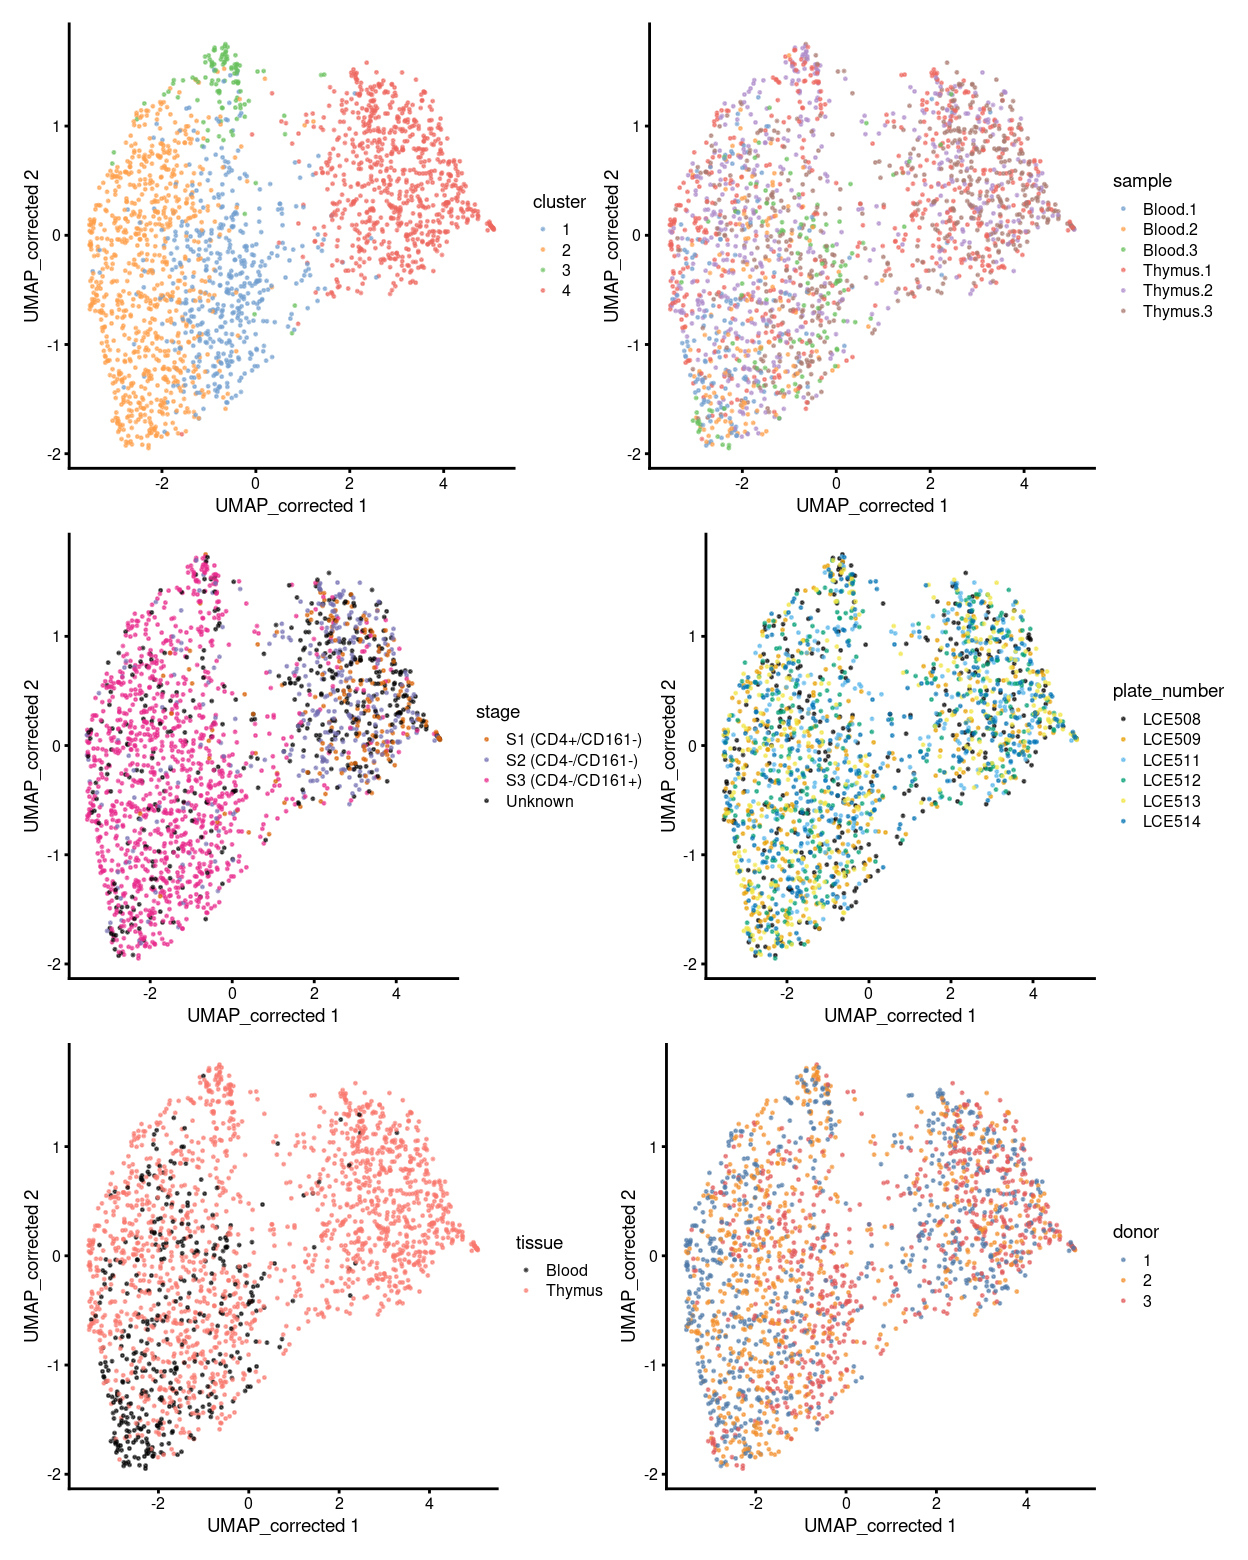 1
0
-1
-2
-2
0
2
4
UMAP_corrected 1
UMAP_corrected 2
cluster
1
2
3
4
1
0
-1
-2
-2
0
2
4
UMAP_corrected 1
UMAP_corrected 2
sample
Blood.1
Blood.2
Blood.3
Thymus.1
Thymus.2
Thymus.3
1
0
-1
-2
-2
0
2
4
UMAP_corrected 1
UMAP_corrected 2
stage
S1 (CD4+/CD161-)
S2 (CD4-/CD161-)
S3 (CD4-/CD161+)
Unknown
1
0
-1
-2
-2
0
2
4
UMAP_corrected 1
UMAP_corrected 2
plate_number
LCE508
LCE509
LCE511
LCE512
LCE513
LCE514
1
0
-1
-2
-2
0
2
4
UMAP_corrected 1
UMAP_corrected 2
tissue
Blood
Thymus
1
0
-1
-2
-2
0
2
4
UMAP_corrected 1
UMAP_corrected 2
donor
1
2
3